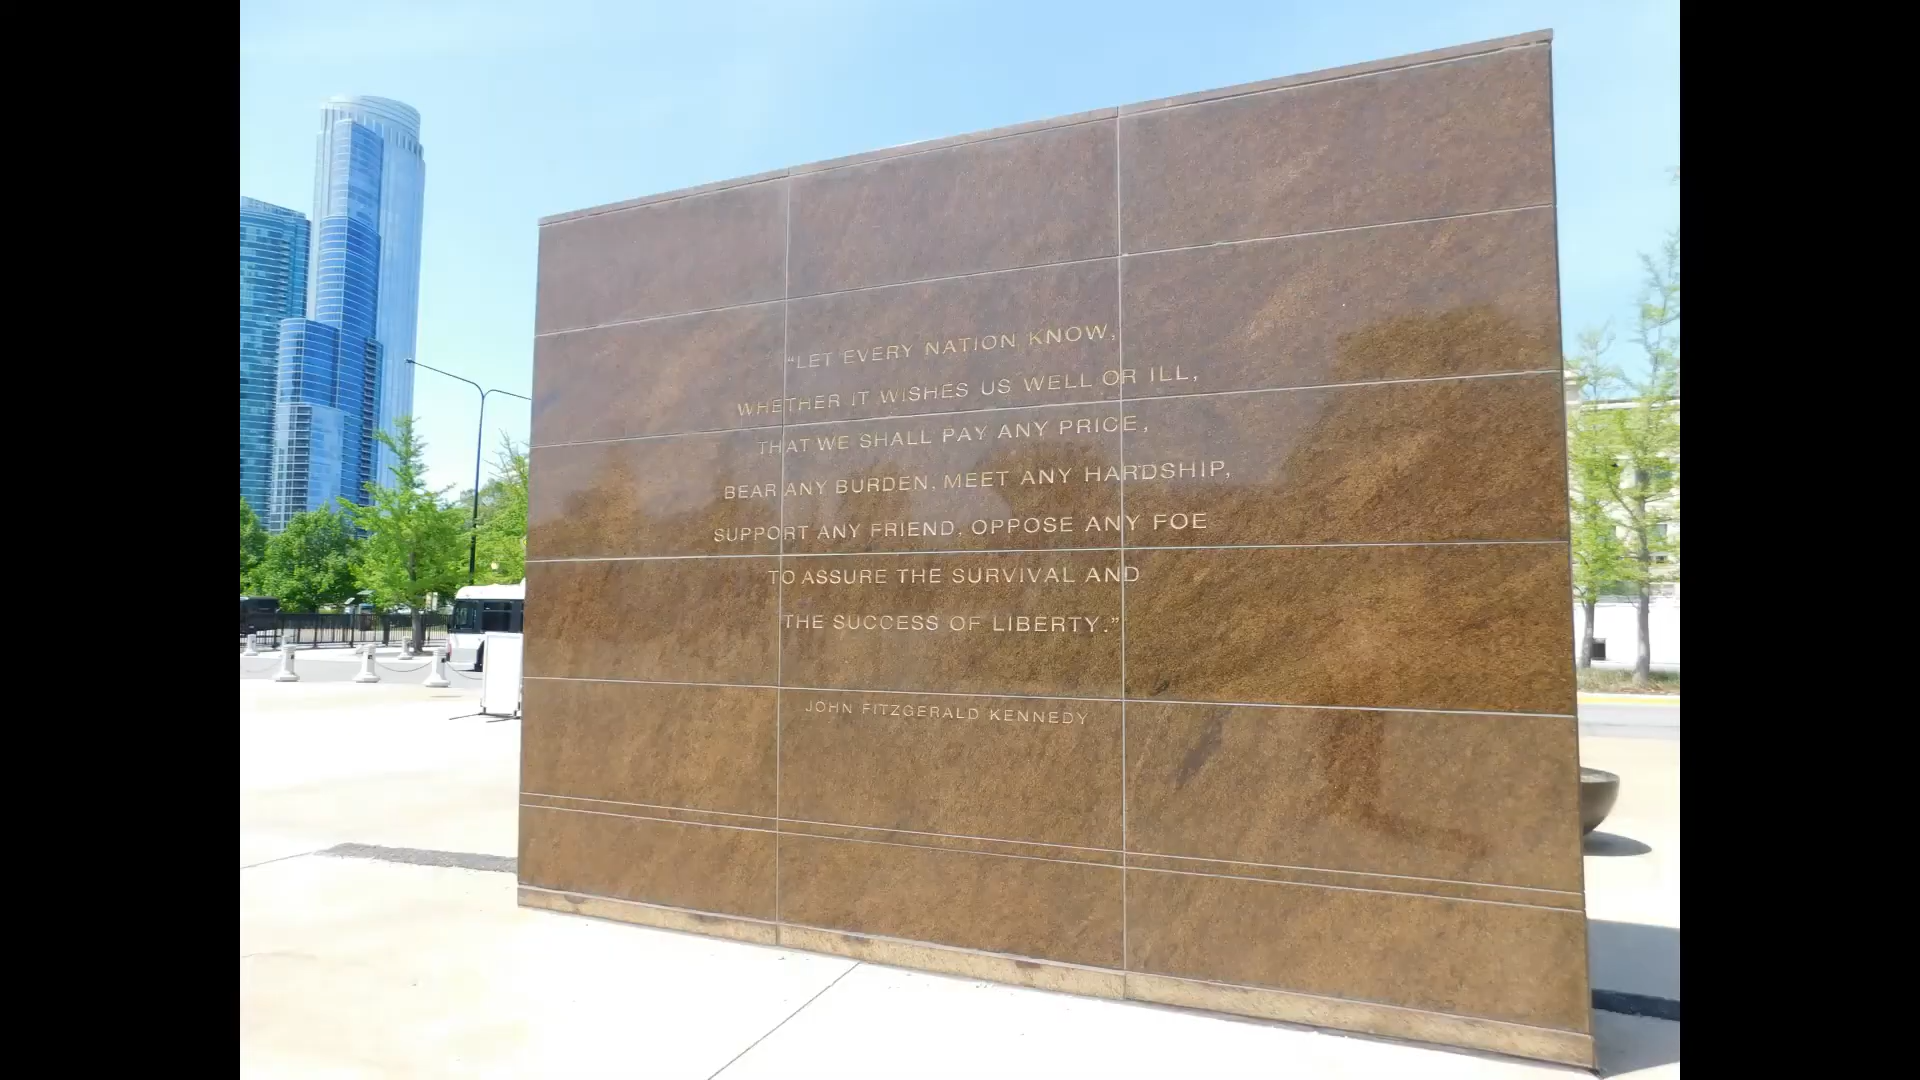 “LET EVERY NATION KNOW,
WHETHER IT WISHES US WELL OR ILL,
THAT WE SHALL PAY ANY PRICE,
BEAR ANY BURDEN, MEET ANY HARDSHIP,
SUPPORT ANY FRIEND, OPPOSE ANY FOE
TO ASSURE THE SURVIVAL AND
THE SUCCESS OF LIBERTY.”
JOHN FITZGERALD KENNEDY